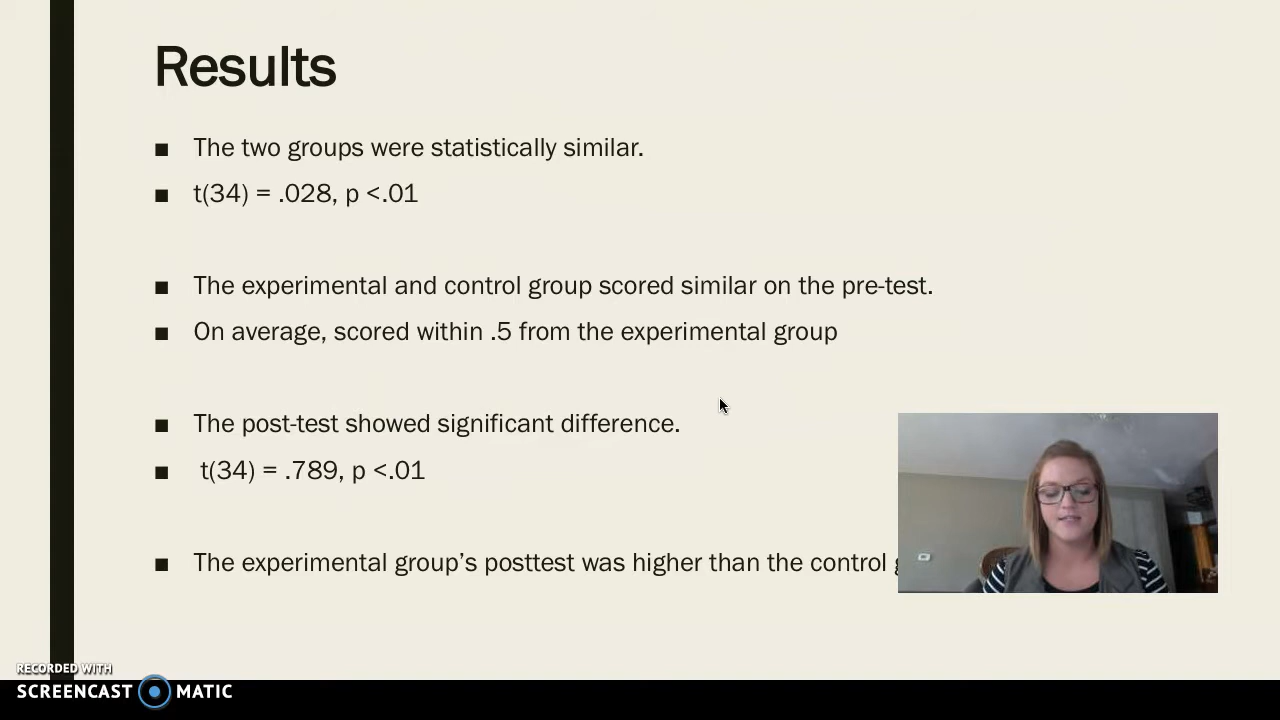 Results
■ The two groups were statistically similar.
■ t(34) = .028, p <.01
■ The experimental and control group scored similar on the pre-test.
■ On average, scored within .5 from the experimental group
■ The post-test showed significant difference.
■ t(34) = .789, p <.01
■ The experimental group’s posttest was higher than the control
RECORDED WITH
SCREENCAST MATIC